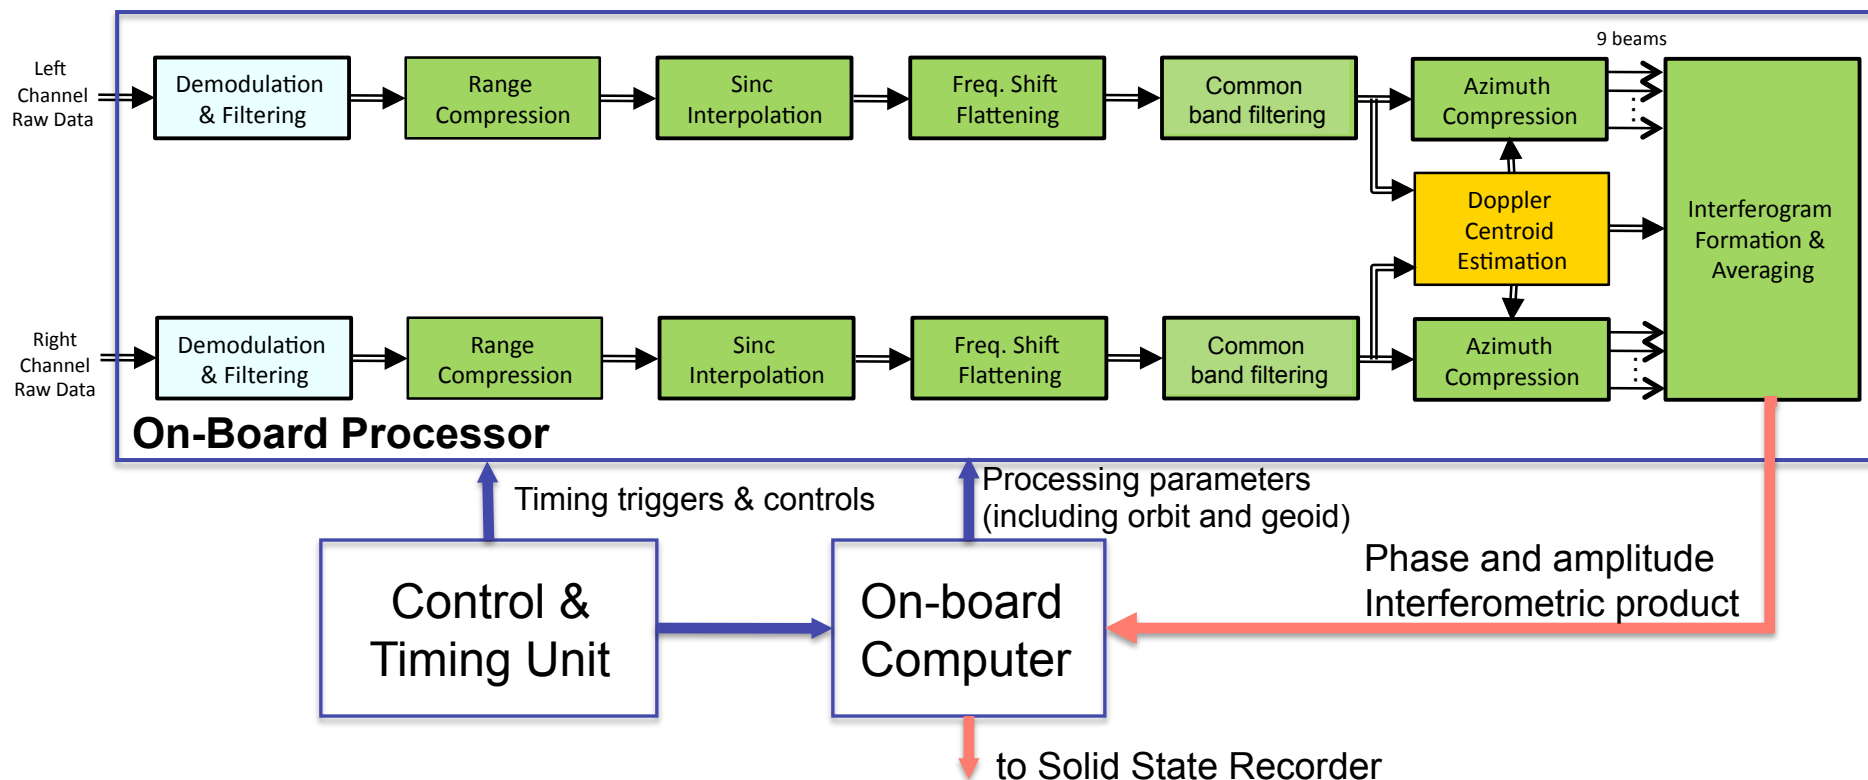 9 beams
Left
Channel
Raw Data
Demodulation
& Filtering
Range
Compression
Sinc
Interpolation
Freq. Shift
Flattening
Common
band filtering
Azimuth
Compression
Doppler
Centroid
Estimation
Interferogram
Formation &
Averaging
Right
Channel
Raw Data
Demodulation
& Filtering
Range
Compression
Sinc
Interpolation
Freq. Shift
Flattening
Common
band filtering
Azimuth
Compression
On-Board Processor
Timing triggers & controls
Processing parameters
(including orbit and geoid)
Control &
Timing Unit
On-board
Computer
Phase and amplitude
Interferometric product
to Solid State Recorder